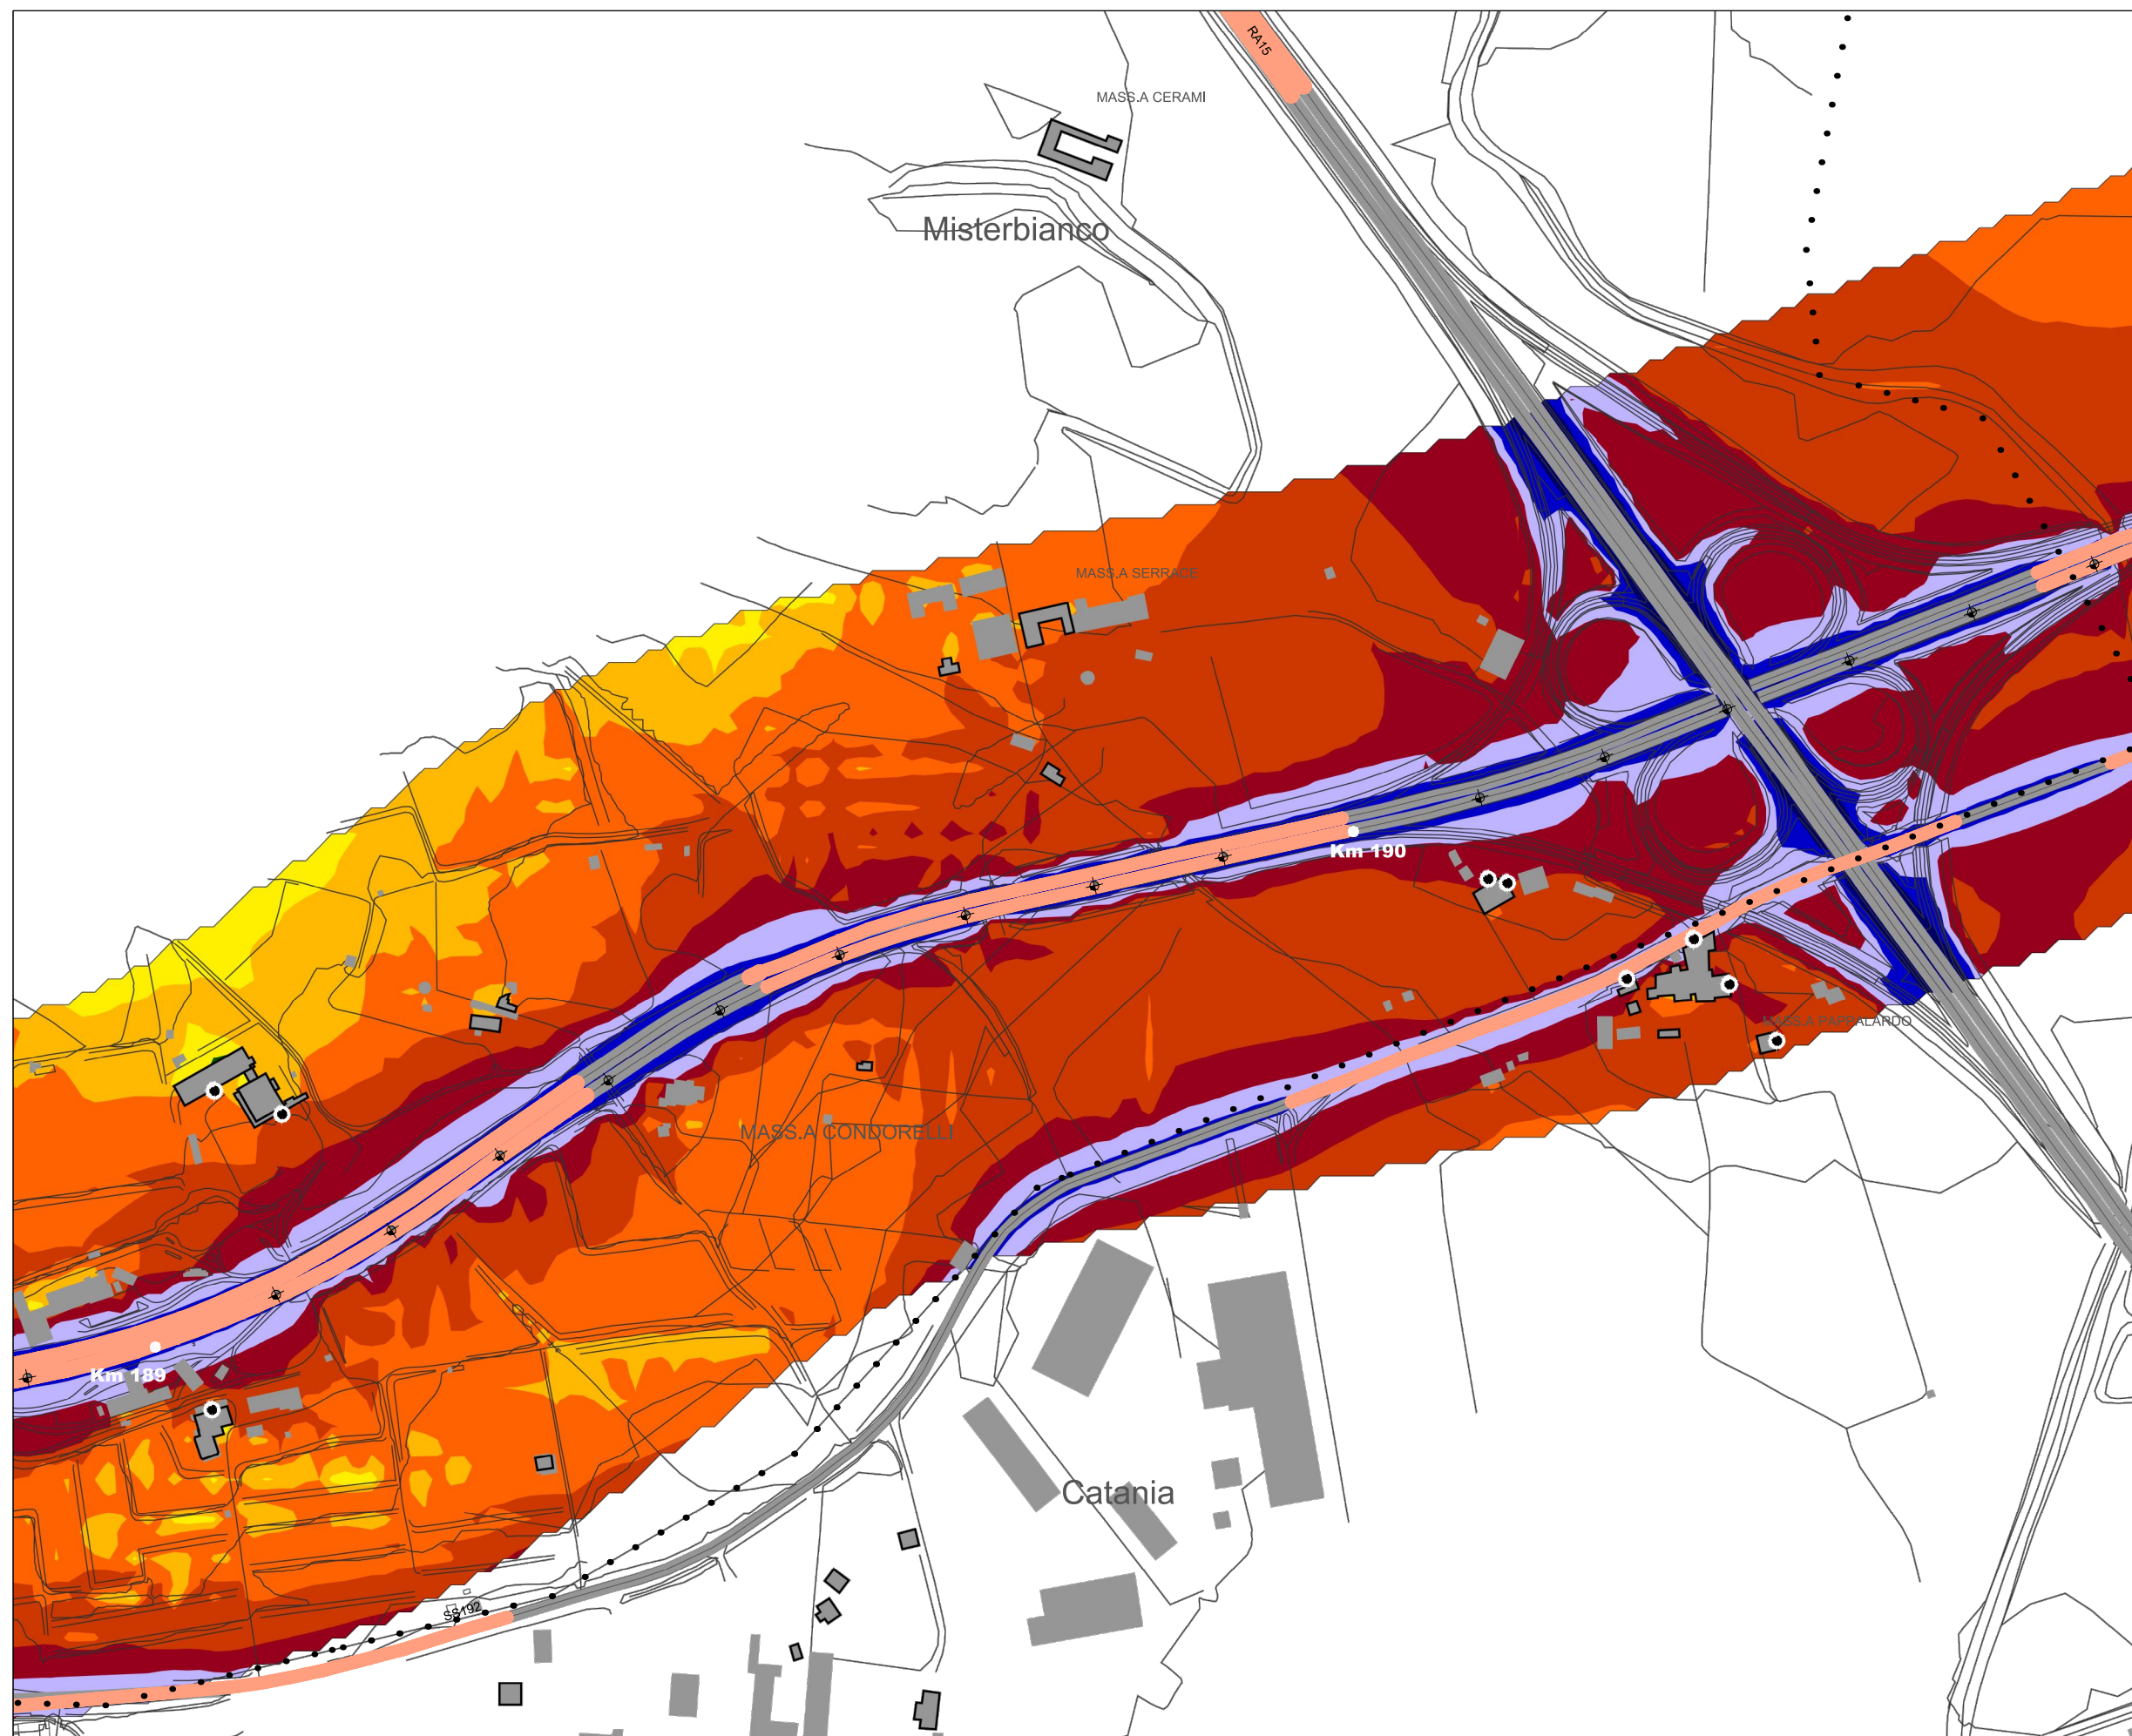 RA15
MASS.A CERAMI
Misterbianco
MASS.A SERRACE
Km 190
MASS.A PAPPALARDO
MASS.A CONDORELLI
Km 189
Catania
SS192